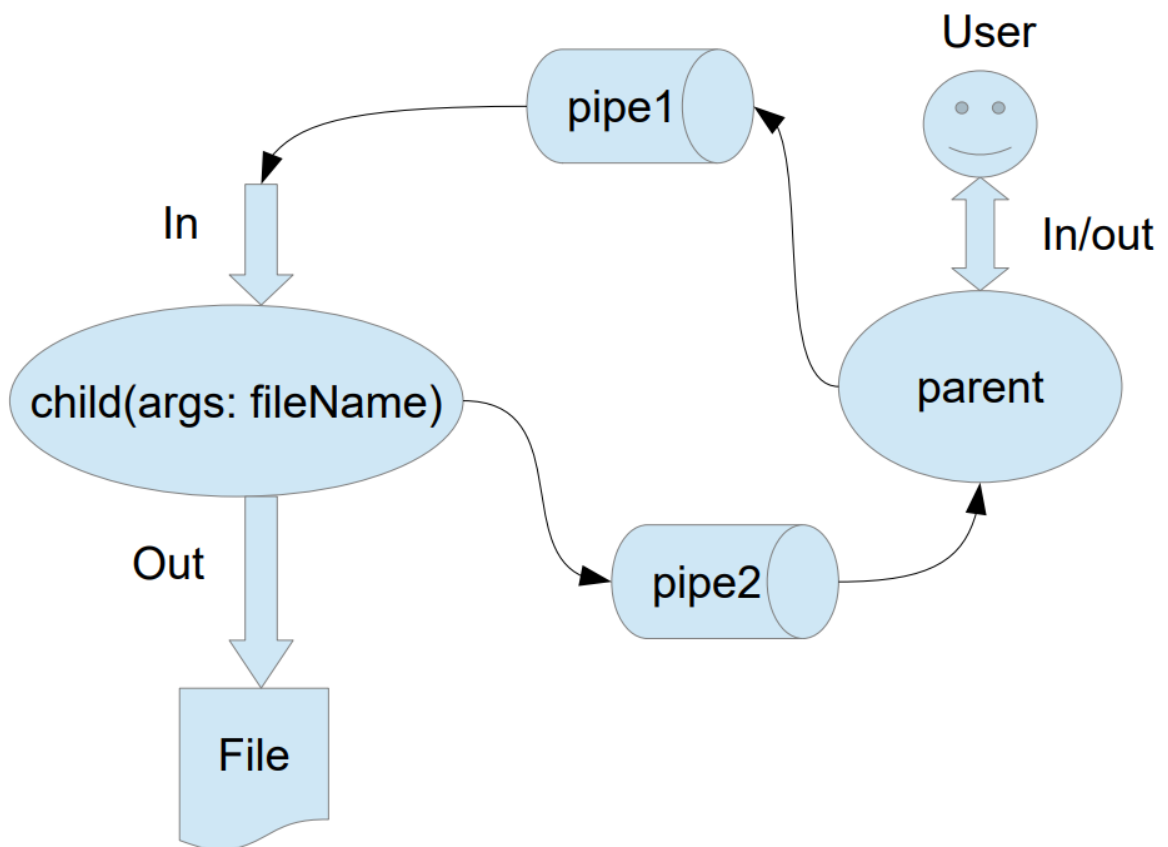 User
pipe1
In
In/out
child(args: fileName)
parent
Out
pipe2
File